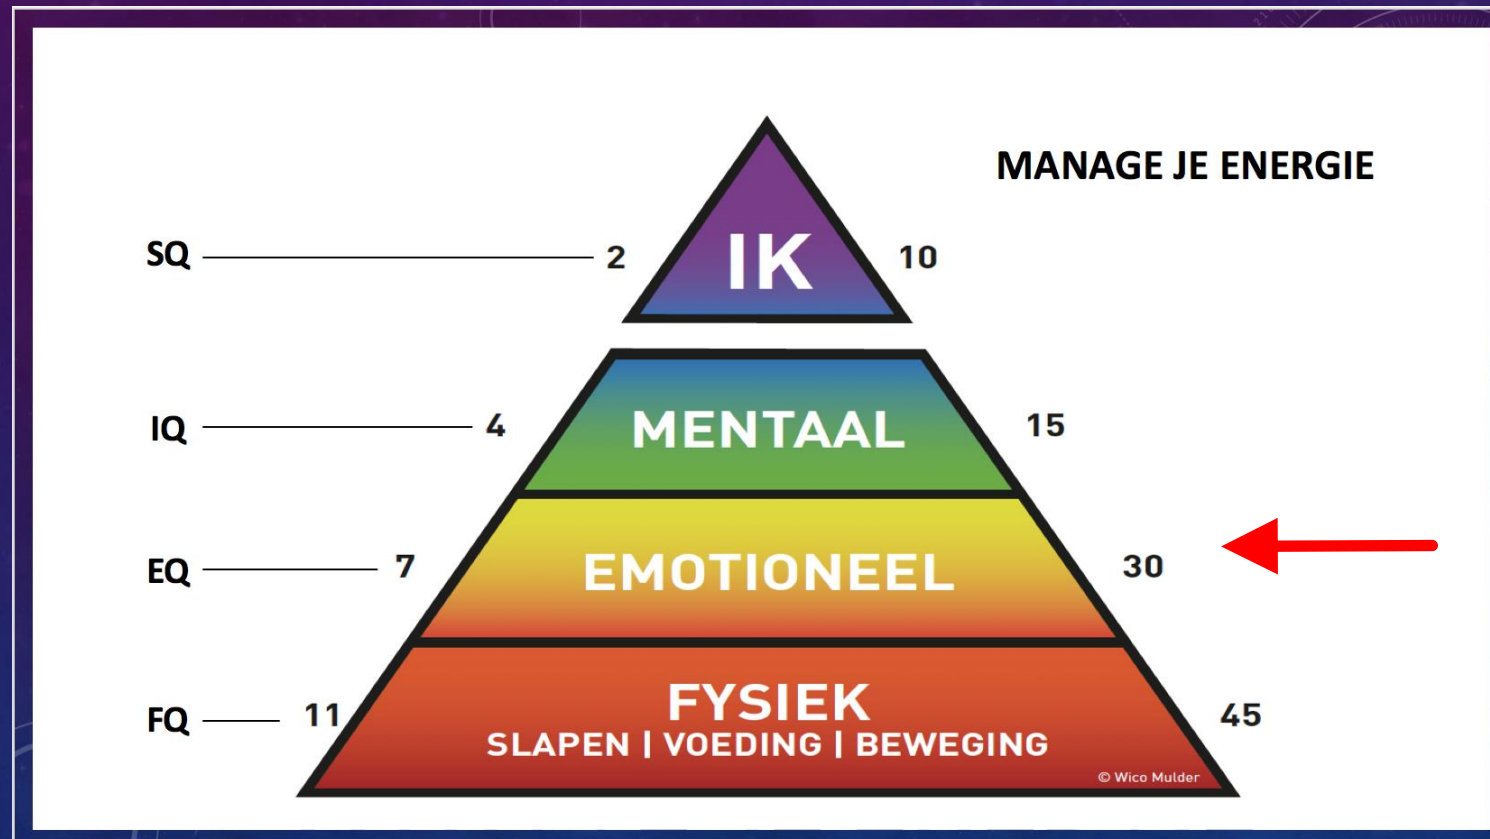 MANAGE JE ENERGIE
SQ 2 IK 10
IQ 4 MENTAAL 15
EQ 7 EMOTIONEEL 30
FQ 11 FYSIEK 45
SLAPEN | VOEDING | BEWEGING
© Wico Mulder